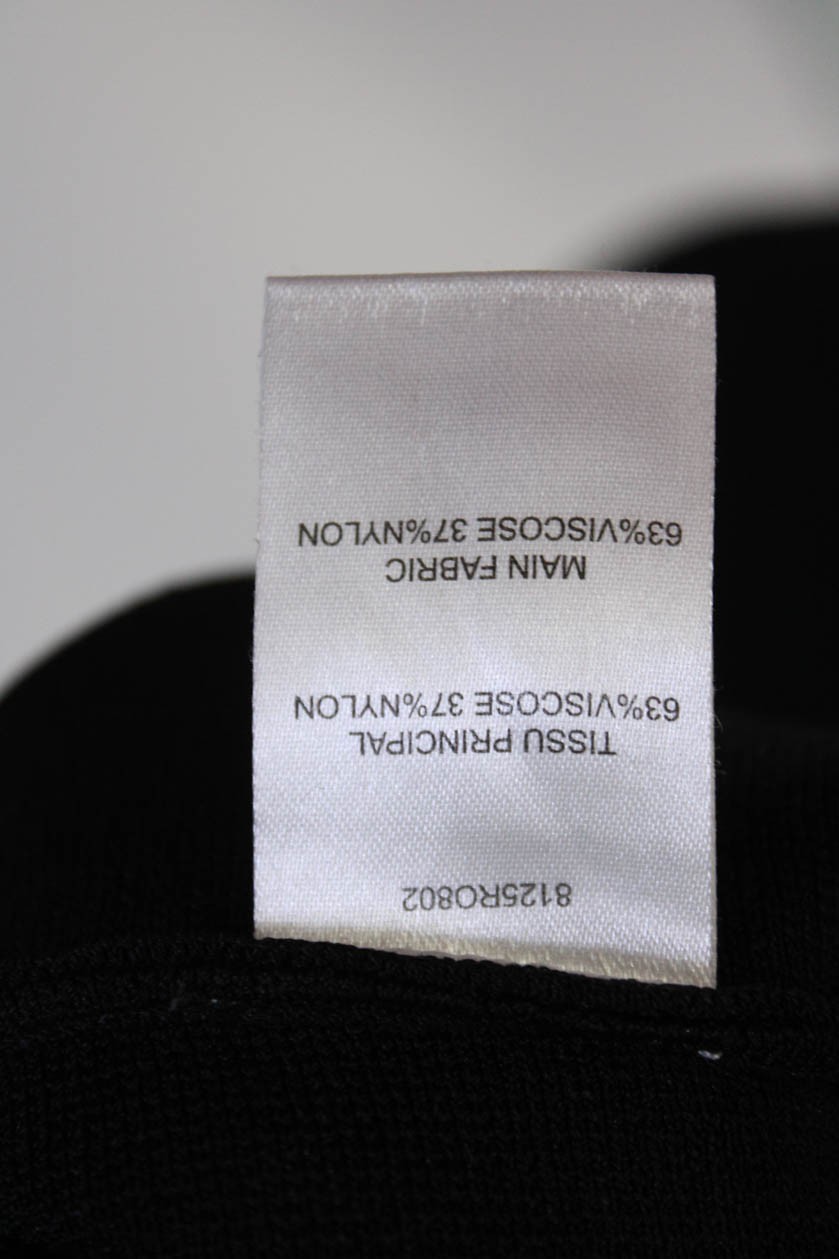 8125RO802
TISSU PRINCIPAL
63%VISCOSE 37%NYLON
MAIN FABRIC
63%VISCOSE 37%NYLON